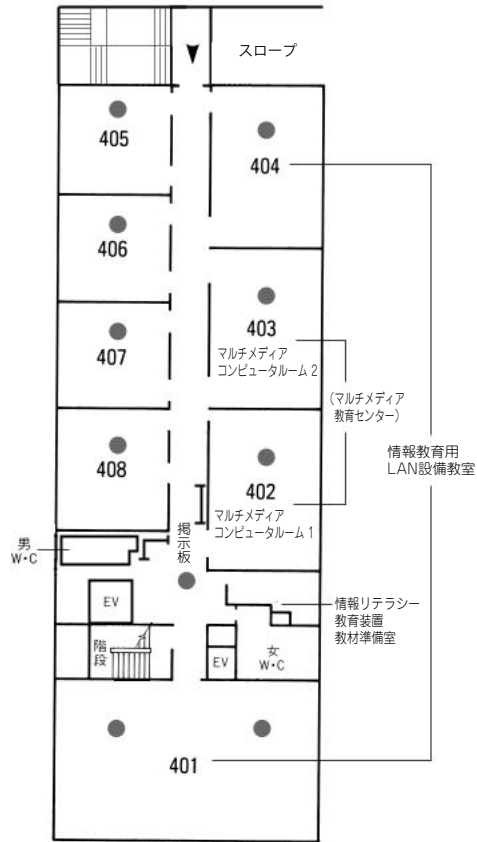 スロープ
405
404
406
403
マルチメディア
コンピュータルーム 2
407
(マルチメディア
教育センター)
情報教育用
LAN設備教室
408
402
マルチメディア
コンピュータルーム 1
掲示板
男
W・C
EV
情報リテラシー
教育装置
教材準備室
階段
EV
女
W・C
401